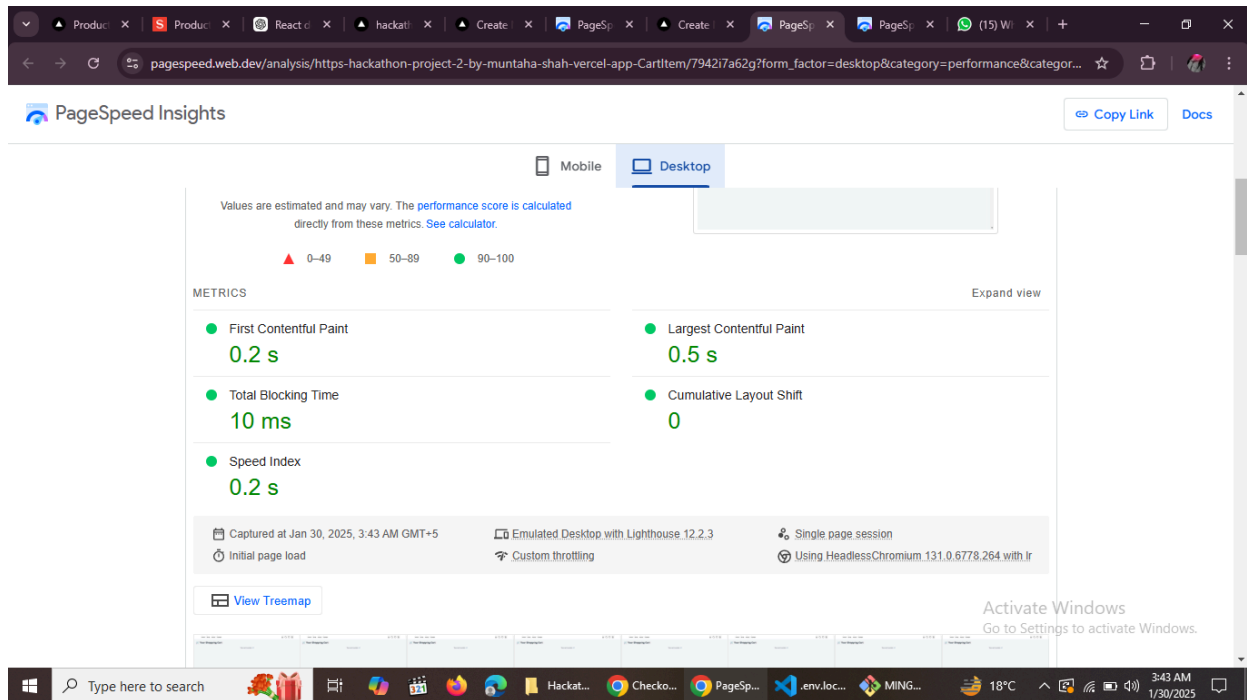 Produc
S Produc
React d
hackath
Create
PageSp
Create
PageSp
PageSp
(15) W
pagespeed.web.dev/analysis/https-hackathon-project-2-by-muntaha-shah-vercel-app-CartItem/7942i7a62g?form_factor=desktop&category=performance&categor...
PageSpeed Insights
Copy Link
Docs
Mobile
Desktop
Values are estimated and may vary. The performance score is calculated
directly from these metrics. See calculator.
0–49
50–89
90–100
METRICS
Expand view
First Contentful Paint
0.2 s
Largest Contentful Paint
0.5 s
Total Blocking Time
10 ms
Cumulative Layout Shift
0
Speed Index
0.2 s
Captured at Jan 30, 2025, 3:43 AM GMT+5
Emulated Desktop with Lighthouse 12.2.3
Single page session
Initial page load
Custom throttling
Using HeadlessChromium 131.0.6778.264 with lr
View Treemap
Activate Windows
Go to Settings to activate Windows.
Type here to search
321
Hackat...
Checko...
PageSp...
.env.loc...
MING...
18°C
3:43 AM
1/30/2025